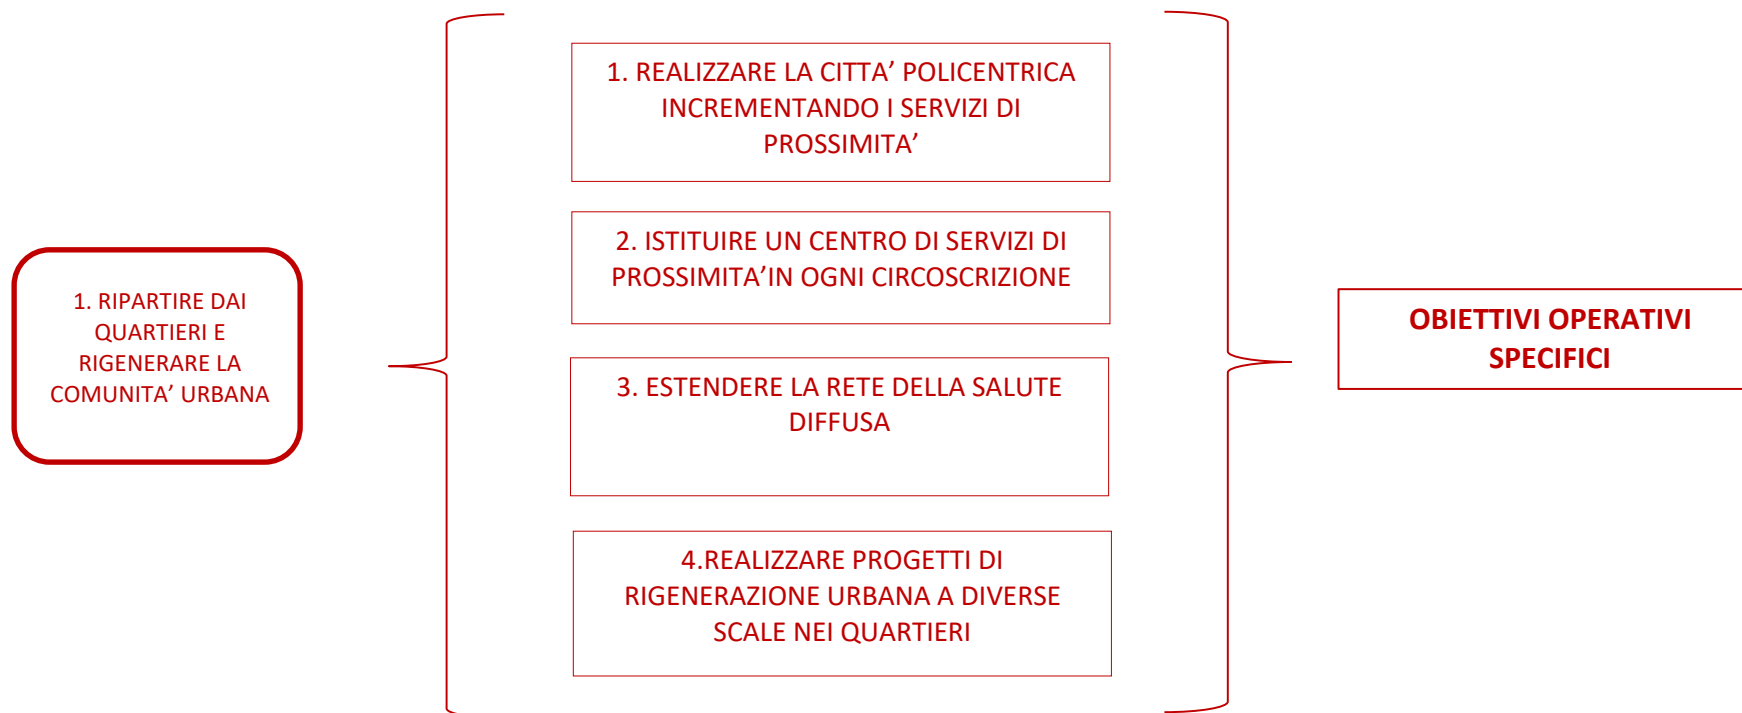 1. RIPARTIRE DAI
QUARTIERI E
RIGENERARE LA
COMUNITA’ URBANA
1. REALIZZARE LA CITTA’ POLICENTRICA
INCREMENTANDO I SERVIZI DI
PROSSIMITA’
2. ISTITUIRE UN CENTRO DI SERVIZI DI
PROSSIMITA’IN OGNI CIRCOSCRIZIONE
3. ESTENDERE LA RETE DELLA SALUTE
DIFFUSA
4.REALIZZARE PROGETTI DI
RIGENERAZIONE URBANA A DIVERSE
SCALE NEI QUARTIERI
OBIETTIVI OPERATIVI
SPECIFICI